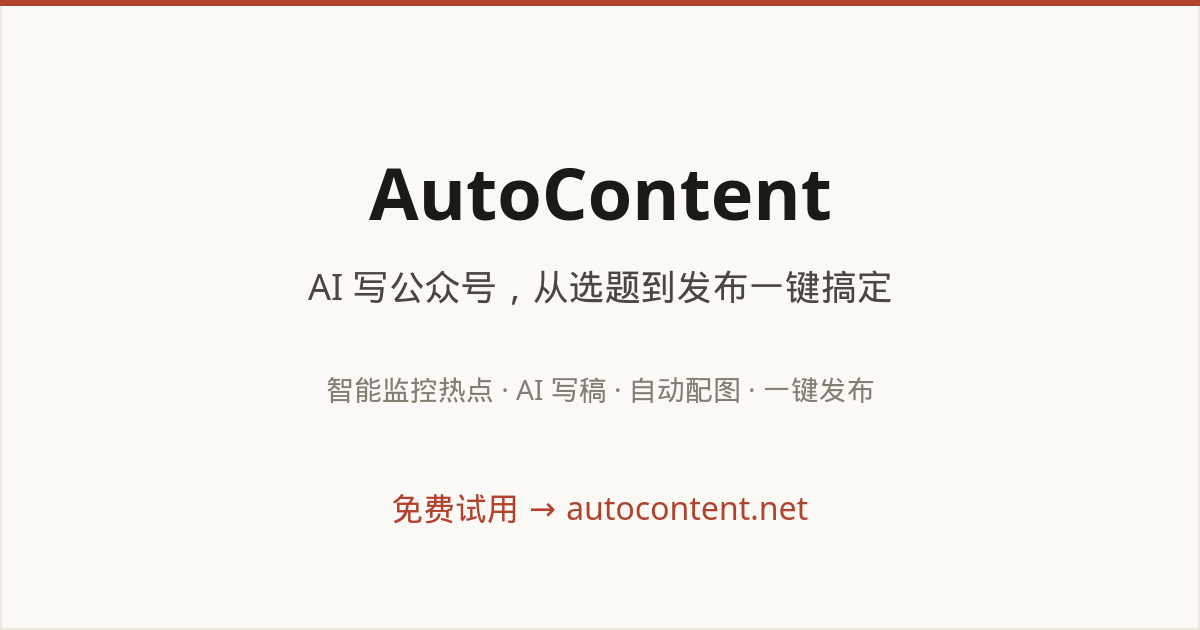 AutoContent
AI 写公众号，从选题到发布一键搞定
智能监控热点 · AI 写稿 · 自动配图 · 一键发布
免费试用 → autocontent.net